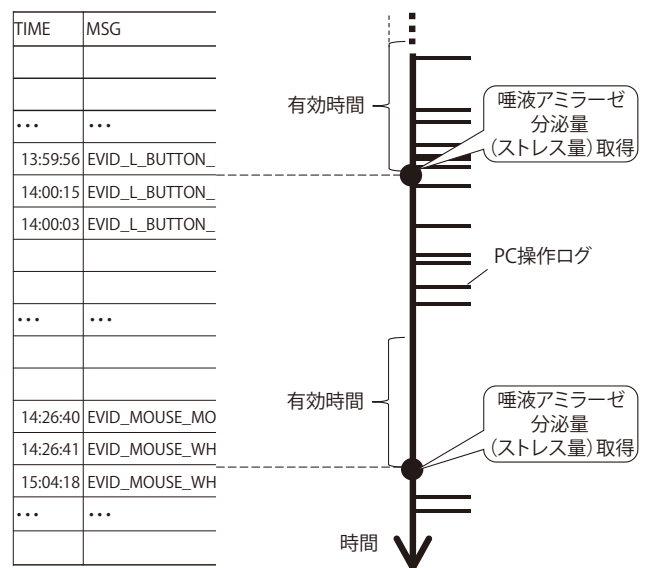 TIME MSG
… …
13:59:56 EVID_L_BUTTON_
14:00:15 EVID_L_BUTTON_
14:00:03 EVID_L_BUTTON_
… …
14:26:40 EVID_MOUSE_MO
14:26:41 EVID_MOUSE_WH
15:04:18 EVID_MOUSE_WH
… …
有効時間
唾液アミラーゼ
分泌量
(ストレス量)取得
PC操作ログ
有効時間
唾液アミラーゼ
分泌量
(ストレス量)取得
時間